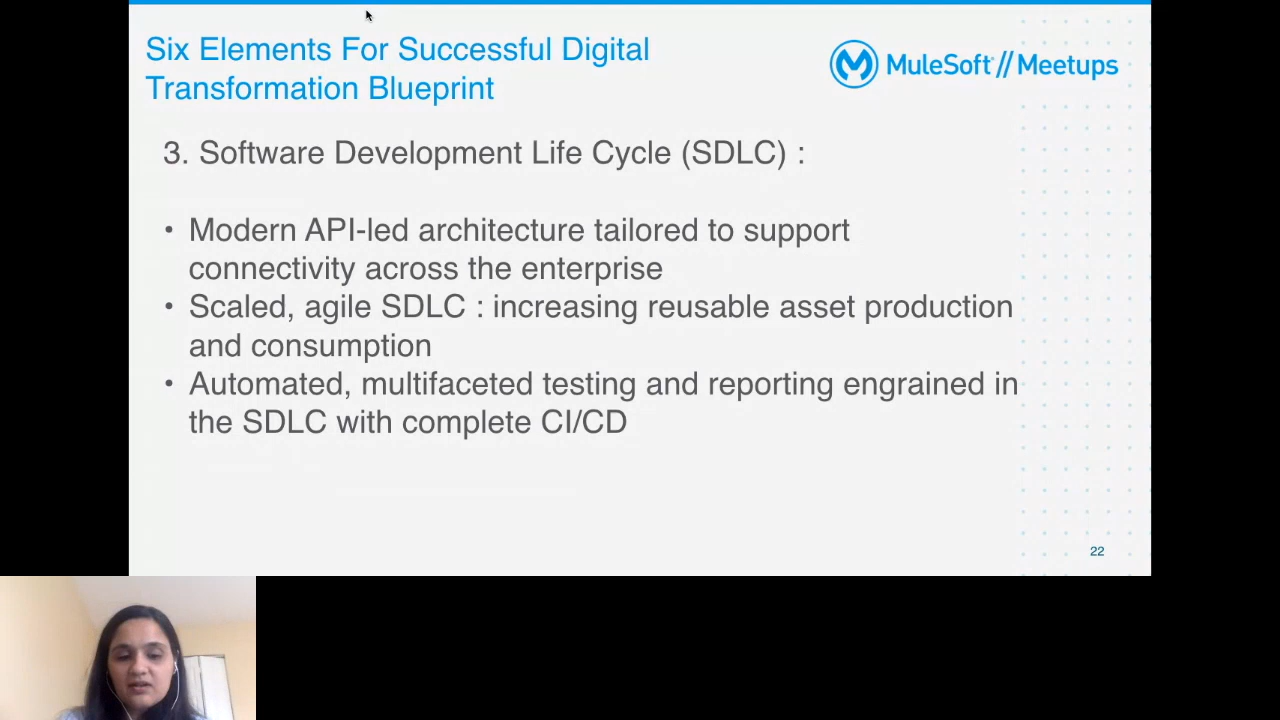 Six Elements For Successful Digital
Transformation Blueprint
MuleSoft // Meetups
3. Software Development Life Cycle (SDLC) :
• Modern API-led architecture tailored to support
connectivity across the enterprise
• Scaled, agile SDLC : increasing reusable asset production
and consumption
• Automated, multifaceted testing and reporting engrained in
the SDLC with complete CI/CD
22